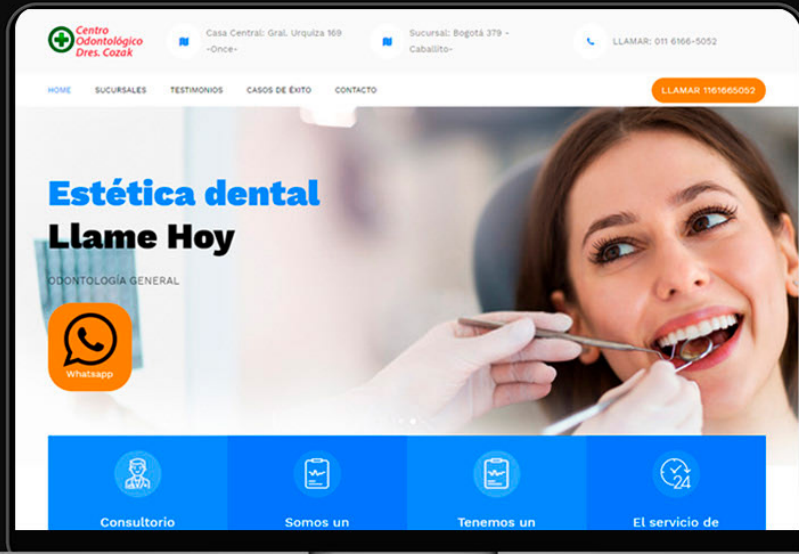 Centro
Odontológico
Dres. Cozak
Casa Central: Gral. Urquiza 169
-Once-
Sucursal: Bogotá 379 -
Caballito-
LLAMAR: 011 6166-5052
HOME SUCURSALES TESTIMONIOS CASOS DE ÉXITO CONTACTO
LLAMAR 1161665052
Estética dental
Llame Hoy
ODONTOLOGÍA GENERAL
Whatsapp
24
Consultorio
Somos un
Tenemos un
El servicio de